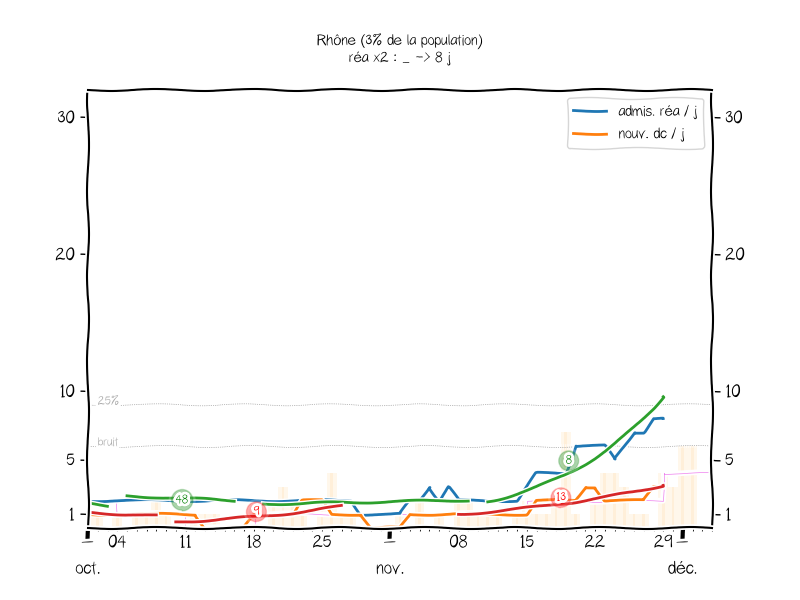 Rhône (3% de la population)
réa x2 : _ -> 8 j
admis. réa / j
nouv. dc / j
30
30
20
20
10
10
25%
bruit
5
5
8
48
13
9
1
1
04
11
18
25
08
15
22
29
oct.
nov.
déc.